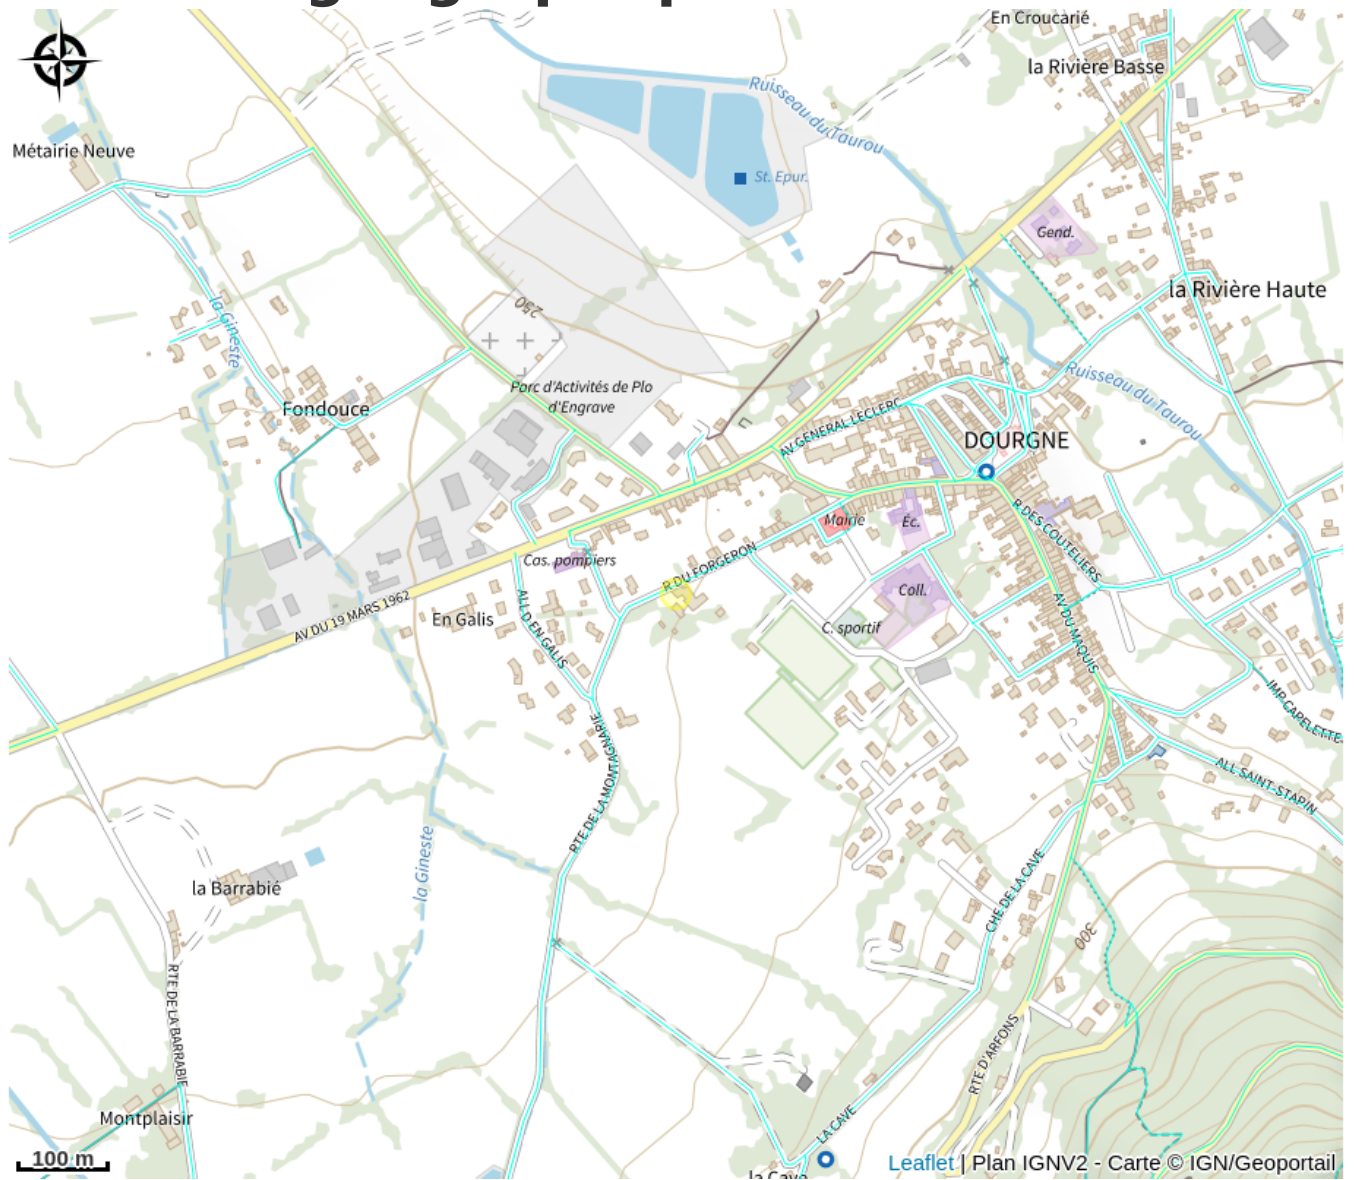 En Croucarié
la Rivière Basse
Ruisseau du Taurou
Métairie Neuve
St. Epur.
Gend.
la Rivière Haute
250
la Gineste
Ruisseau du Taurou
Parc d'Activités de Plo
d'Engrave
Fondouce
AV GENERAL LECLERC
DOURGNE
R DES COUTELIERS
Mairie
Éc.
Cas. pompiers
R DU FORGERON
Coll.
AV DU 19 MARS 1962
En Galis
ALL D EN GALIS
C. sportif
AV DU MAQUIS
IMP CAPELETTE
RTE DE LA MONTAGNARIE
ALL SAINT-STAPIN
la Gineste
la Barrabié
CHE DE LA CAVE
300
RTE DE LA BARRABIE
RTE D'ARFONS
Montplaisir
LA CAVE
100 m
la Cave
Leaflet | Plan IGNV2 - Carte © IGN/Geoportail